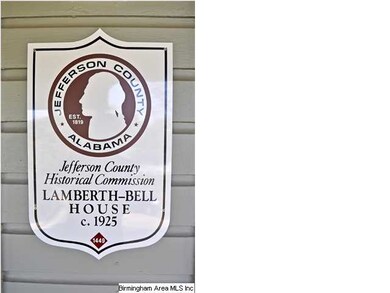 JEFFERSON COUNTY
EST.
1819
ALABAMA
Jefferson County
Historical Commission
LAMBERTH-BELL
HOUSE
c. 1925
Birmingham Area MLS Inc